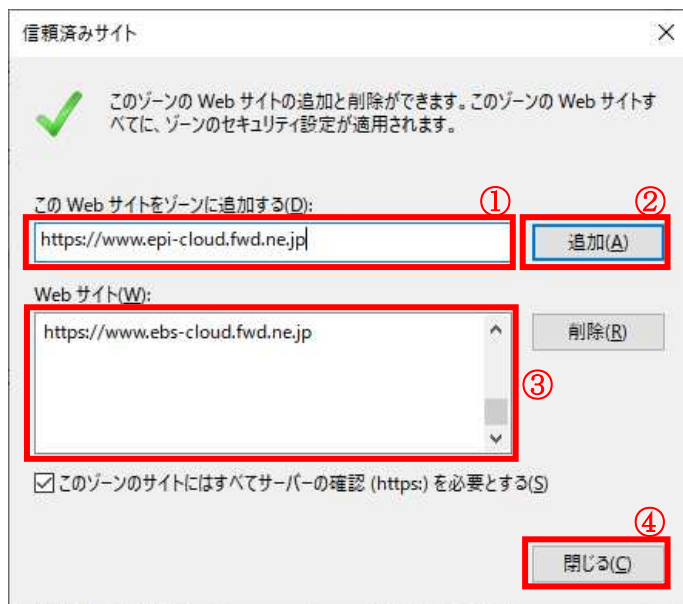 信頼済みサイト
このゾーンの Web サイトの追加と削除ができます。このゾーンの Web サイトす
べてに、ゾーンのセキュリティ設定が適用されます。
この Web サイトをゾーンに追加する(D):
①
②
https://www.epi-cloud.fwd.ne.jp
追加(A)
Web サイト(W):
https://www.ebs-cloud.fwd.ne.jp
削除(R)
③
このゾーンのサイトにはすべてサーバーの確認 (https:) を必要とする(S)
④
閉じる(C)